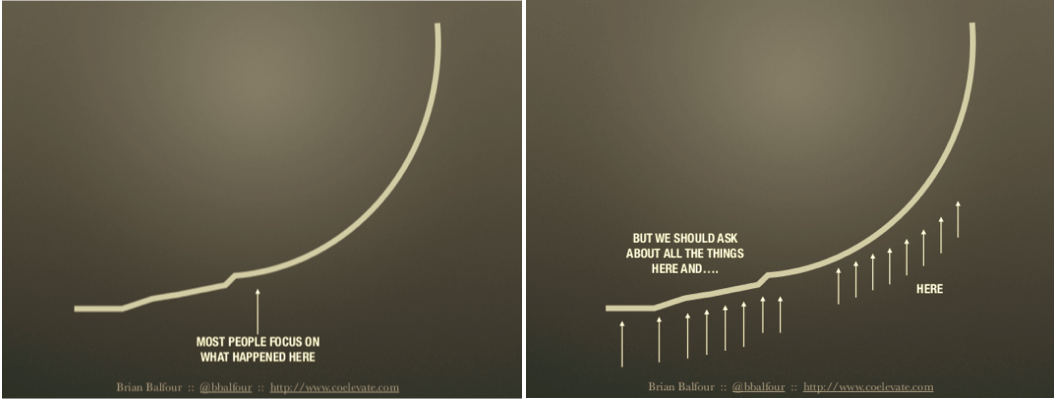 MOST PEOPLE FOCUS ON
WHAT HAPPENED HERE
Brian Balfour :: @bbalfour :: http://www.coelevate.com
BUT WE SHOULD ASK
ABOUT ALL THE THINGS
HERE AND....
HERE
Brian Balfour :: @bbalfour :: http://www.coelevate.com